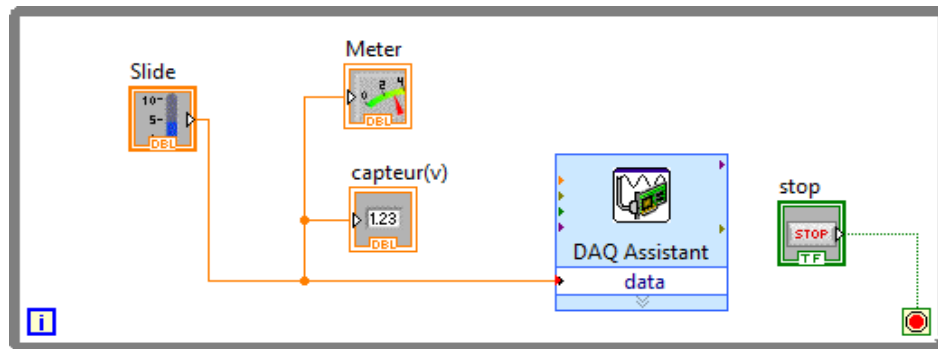 Meter
0 2 4
DBL
Slide
10-
5-
DBL
capteur(v)
1.23
DBL
DAQ Assistant
data
stop
STOP
TF
i